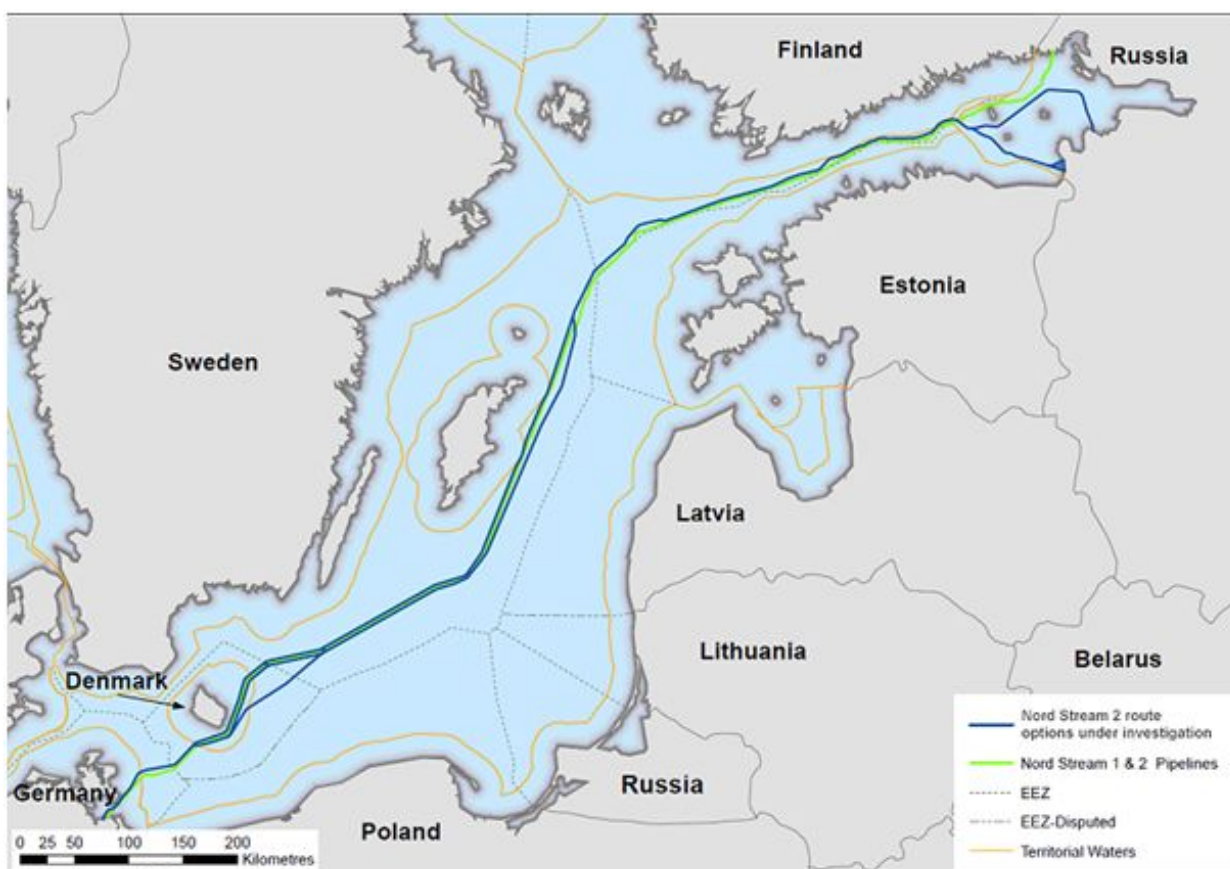 Finland
Russia
Estonia
Sweden
Latvia
Lithuania
Belarus
Denmark
Germany
Poland
Russia
Nord Stream 2 route
options under investigation
Nord Stream 1 & 2 Pipelines
EEZ
EEZ-Disputed
Territorial Waters
0 25 50 100 150 200
Kilometres